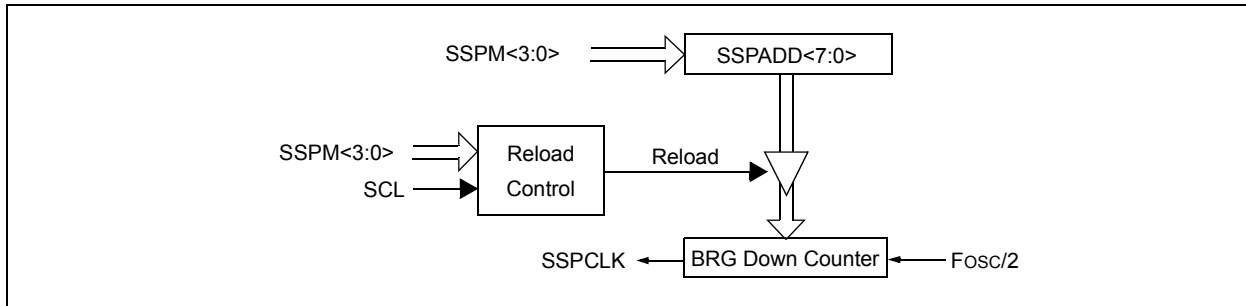 SSPM<3:0>
SSPADD<7:0>
SSPM<3:0>
SCL
Reload
Control
Reload
SSPCLK
BRG Down Counter
FOSC/2